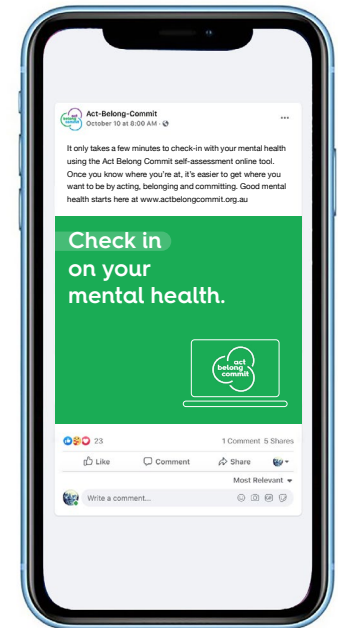 act
belong
commit
Act-Belong-Commit
October 10 at 8:00 AM ·
It only takes a few minutes to check-in with your mental health
using the Act Belong Commit self-assessment online tool.
Once you know where you're at, it's easier to get where you
want to be by acting, belonging and committing. Good mental
health starts here at www.actbelongcommit.org.au
Check in
on your
mental health.
act
belong
commit
23
1 Comment 5 Shares
Like
Comment
Share
Most Relevant
Write a comment...
GIF